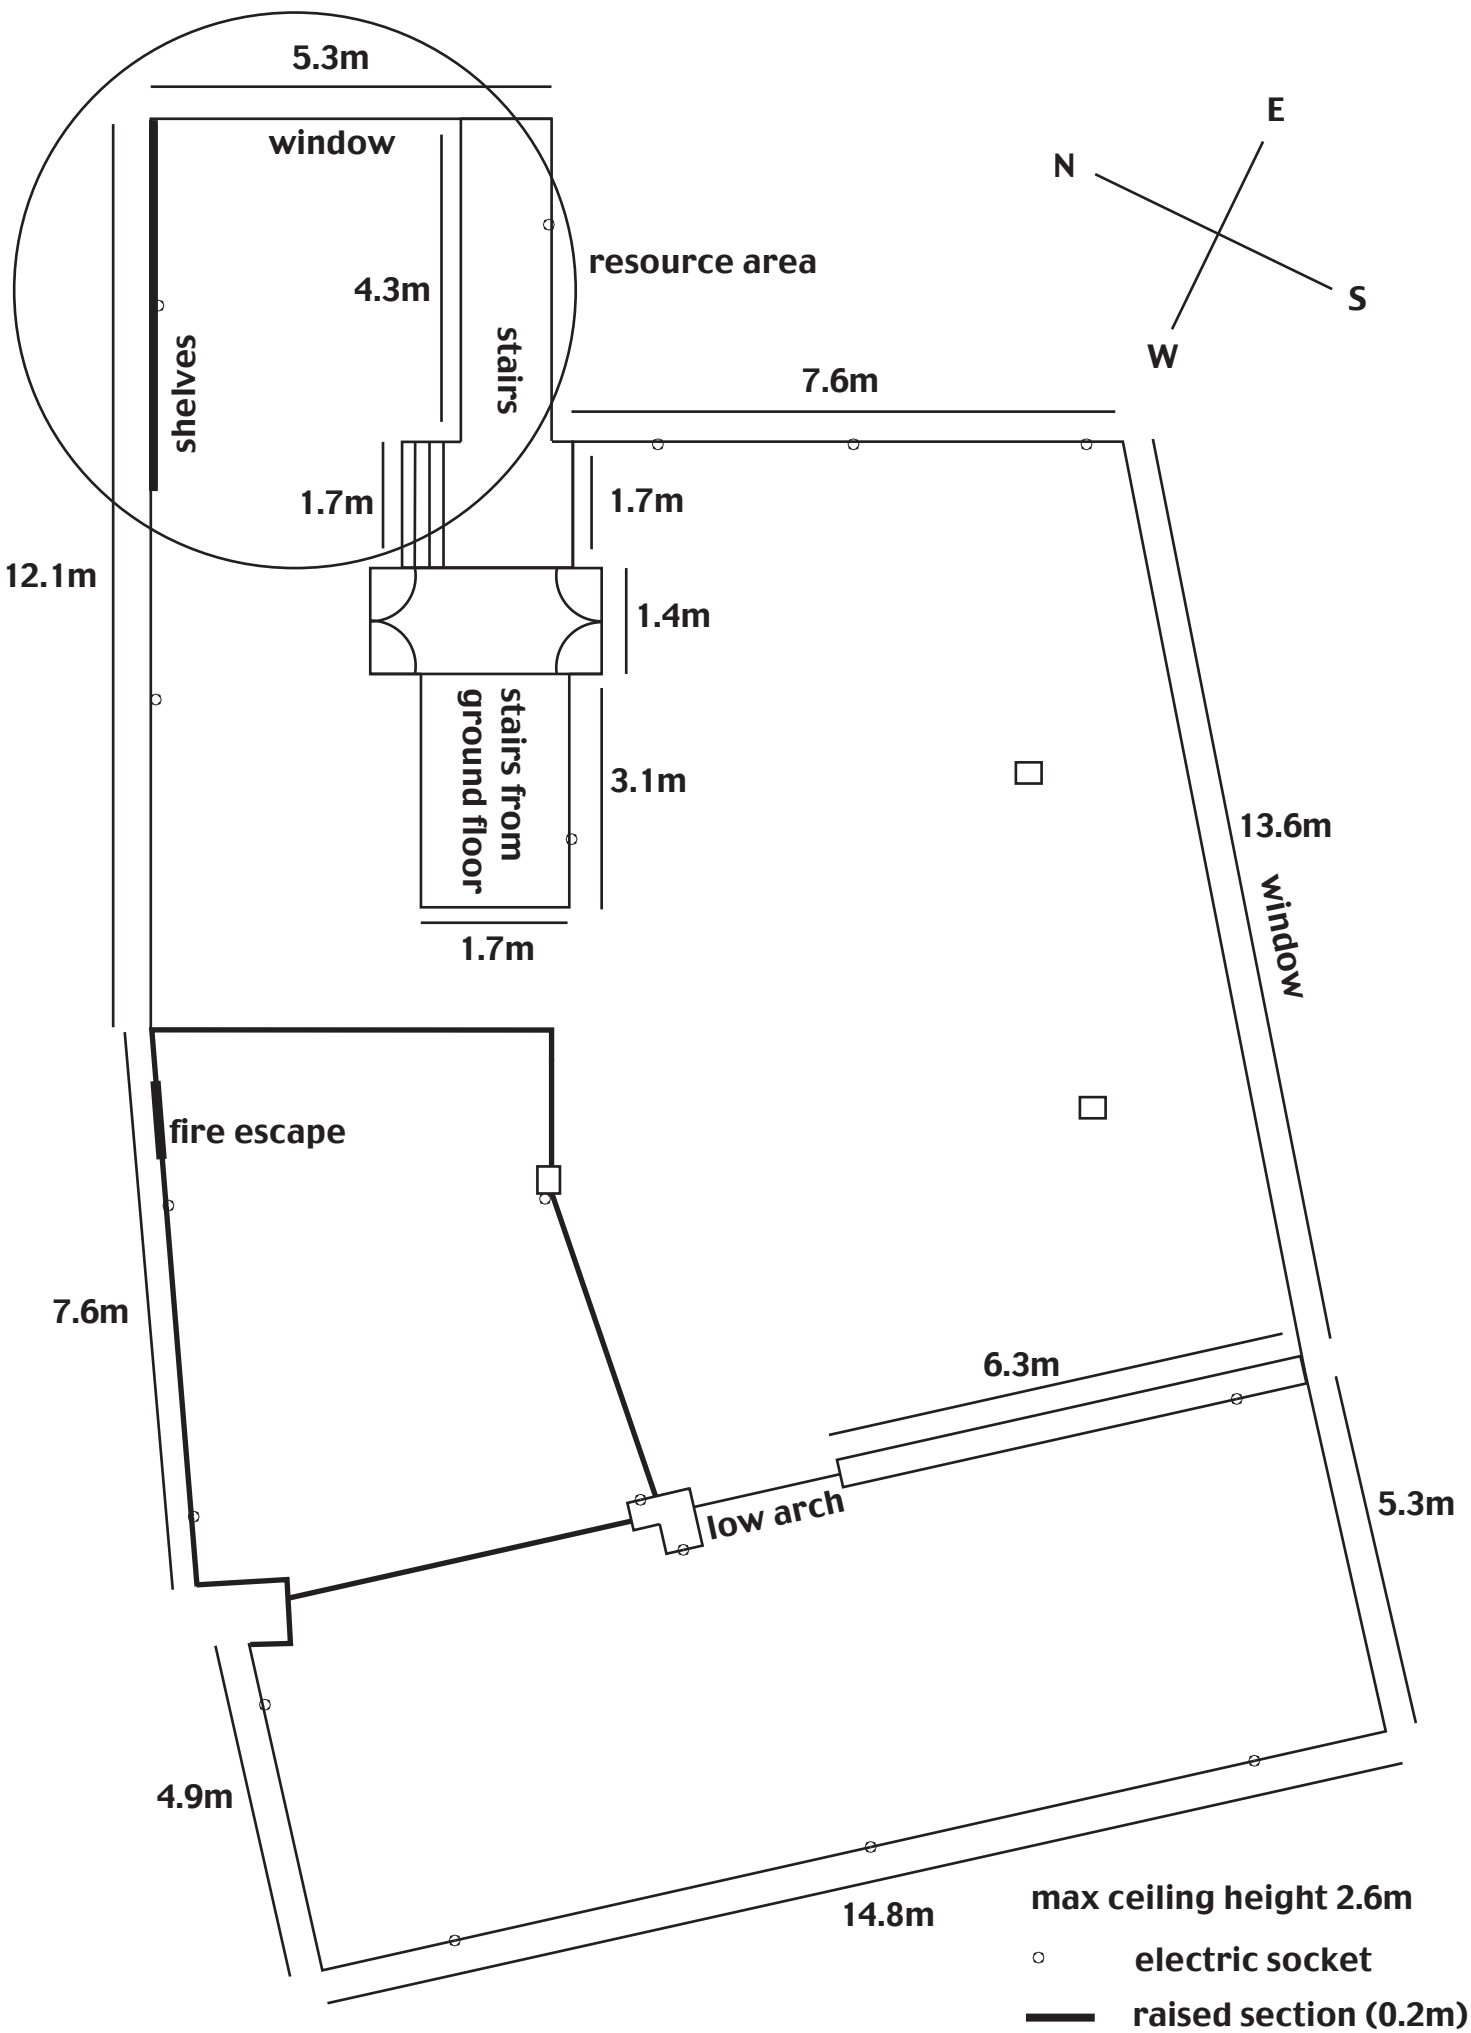 5.3m
window
E
N
S
W
resource area
4.3m
stairs
shelves
7.6m
1.7m
1.7m
12.1m
1.4m
stairs from
ground floor
3.1m
1.7m
13.6m
window
fire escape
7.6m
6.3m
low arch
5.3m
4.9m
14.8m
max ceiling height 2.6m
electric socket
raised section (0.2m)